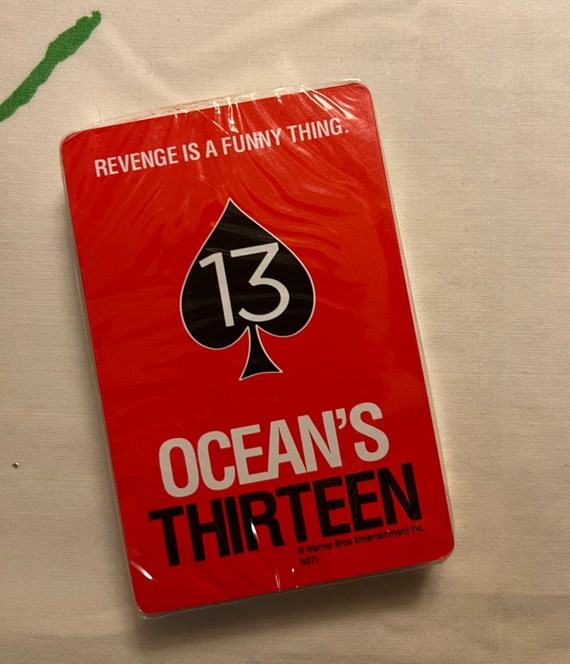 REVENGE IS A FUNNY THING.
13
OCEAN'S
THIRTEEN
© Warner Bros. Entertainment Inc.
(s07)